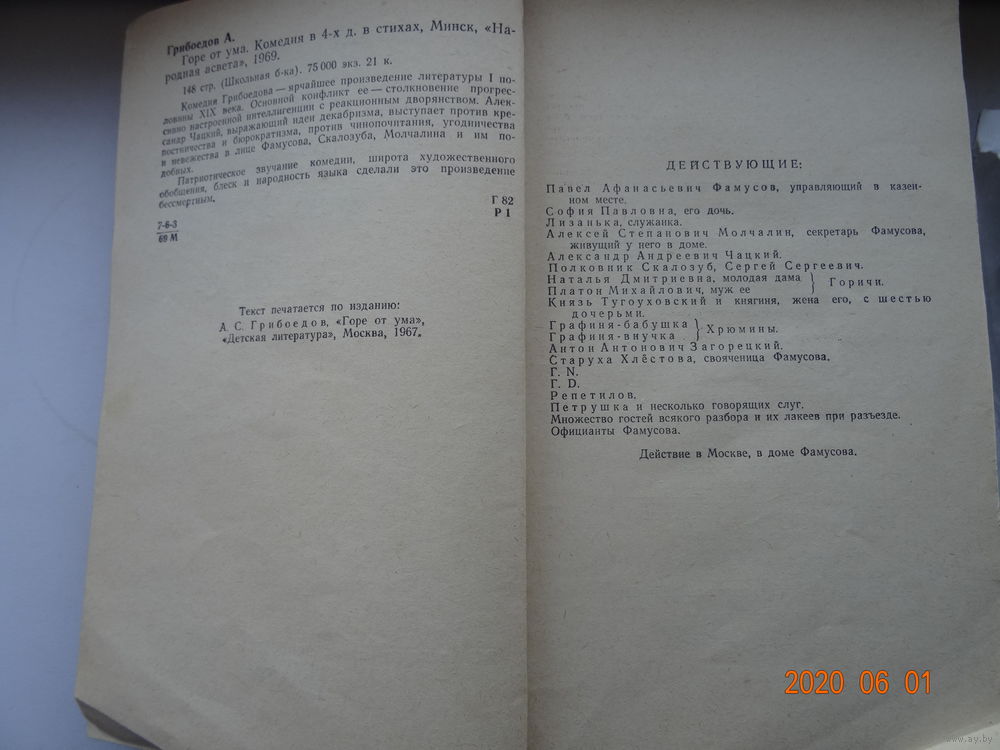 Грибоедов А.
Горе от ума. Комедия в 4-х д. в стихах, Минск, «На-
родная асвета», 1969.
148 стр. (Школьная б-ка). 75 000 экз. 21 к.
Комедия Грибоедова — ярчайшее произведение литературы I по-
ловины XIX века. Основной конфликт ее — столкновение прогрес-
сивно настроенной интеллигенции с реакционным дворянством. Алек-
сандр Чацкий, выражающий идеи декабризма, выступает против кре-
постничества и бюрократизма, против чинопочитания, угодничества
и невежества в лице Фамусова, Скалозуба, Молчалина и им по-
добных.
Патриотическое звучание комедии, широта художественного
обобщения, блеск и народность языка сделали это произведение
бессмертным.
Г 82
Р 1
7-6-3
69 М
Текст печатается по изданию:
А. С. Грибоедов, «Горе от ума»,
«Детская литература», Москва, 1967.
ДЕЙСТВУЮЩИЕ:
Павел Афанасьевич Фамусов, управляющий в казен-
ном месте.
София Павловна, его дочь.
Лизанька, служанка.
Алексей Степанович Молчалин, секретарь Фамусова,
живущий у него в доме.
Александр Андреевич Чацкий.
Полковник Скалозуб, Сергей Сергеевич.
Наталья Дмитриевна, молодая дама
Платон Михайлович, муж ее } Горичи.
Князь Тугоуховский и княгиня, жена его, с шестью
дочерьми.
Графиня-бабушка
Графиня-внучка } Хрюмины.
Антон Антонович Загорецкий.
Старуха Хлёстова, свояченица Фамусова.
Г. N.
Г. D.
Репетилов.
Петрушка и несколько говорящих слуг.
Множество гостей всякого разбора и их лакеев при разъезде.
Официанты Фамусова.
Действие в Москве, в доме Фамусова.
2020 06 01
www.ay.by